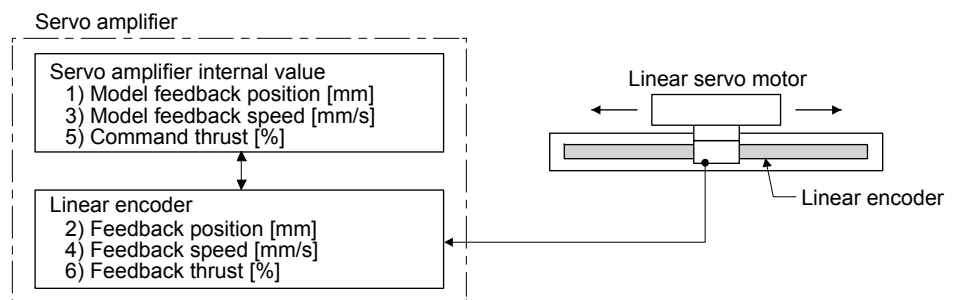 Servo amplifier
Servo amplifier internal value
1) Model feedback position [mm]
3) Model feedback speed [mm/s]
5) Command thrust [%]
Linear encoder
2) Feedback position [mm]
4) Feedback speed [mm/s]
6) Feedback thrust [%]
Linear servo motor
Linear encoder